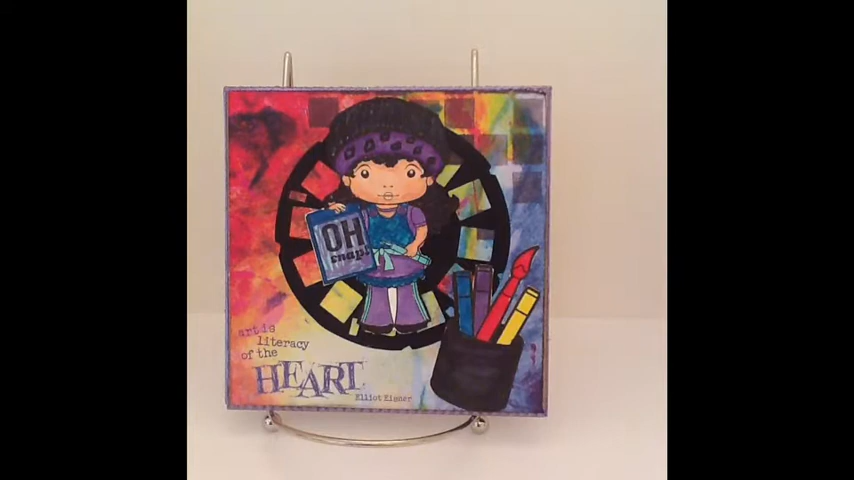 OH
snap!
art is
literacy
of the
HEART
Elliot Eisner